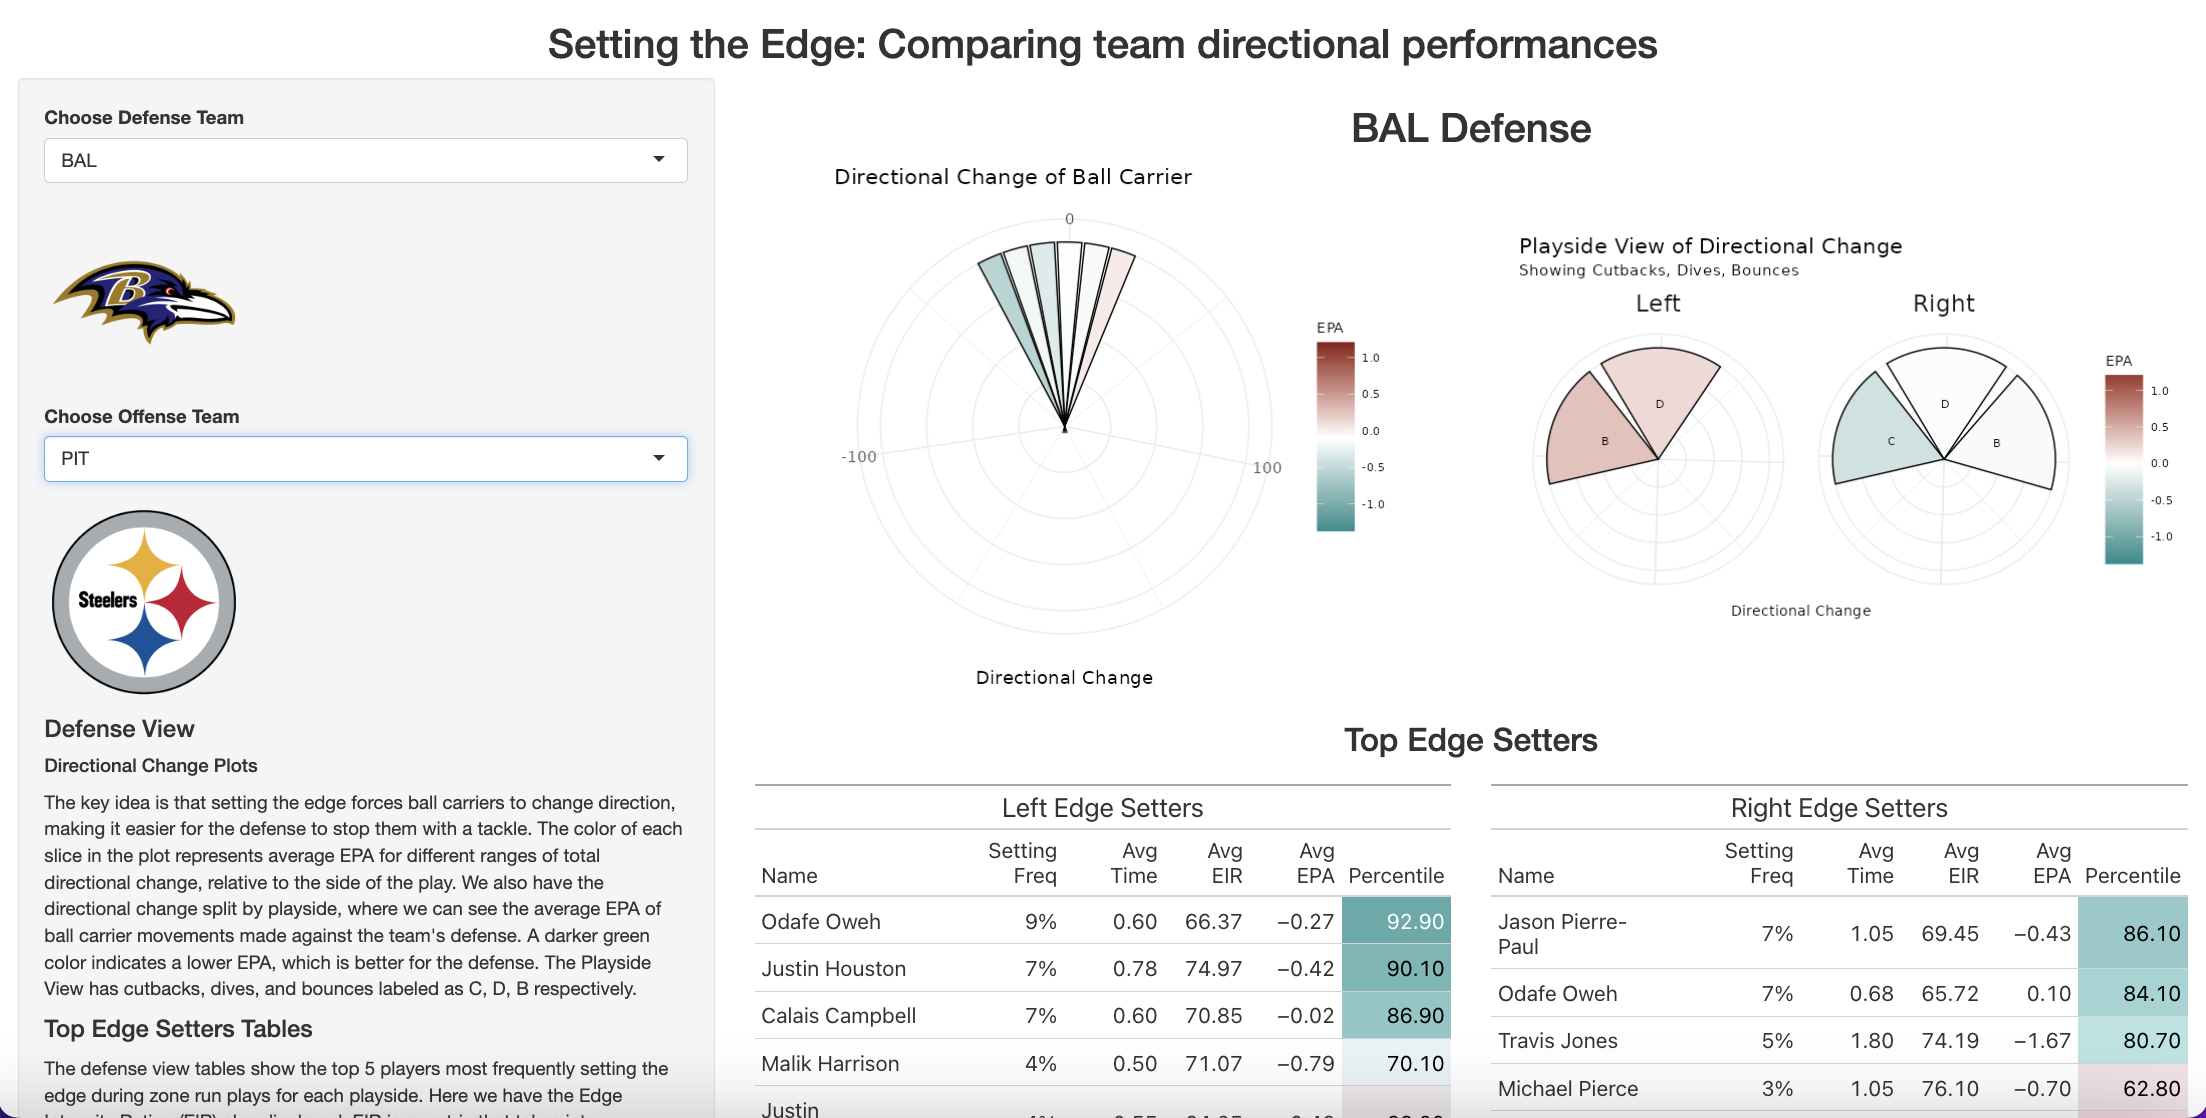 Setting the Edge: Comparing team directional performances
Choose Defense Team
BAL
B
Choose Offense Team
PIT
Steelers
Defense View
Directional Change Plots
The key idea is that setting the edge forces ball carriers to change direction,
making it easier for the defense to stop them with a tackle. The color of each
slice in the plot represents average EPA for different ranges of total
directional change, relative to the side of the play. We also have the
directional change split by playside, where we can see the average EPA of
ball carrier movements made against the team's defense. A darker green
color indicates a lower EPA, which is better for the defense. The Playside
View has cutbacks, dives, and bounces labeled as C, D, B respectively.
Top Edge Setters Tables
The defense view tables show the top 5 players most frequently setting the
edge during zone run plays for each playside. Here we have the Edge
BAL Defense
Directional Change of Ball Carrier
0
-100
100
Directional Change
EPA
1.0
0.5
0.0
-0.5
-1.0
Playside View of Directional Change
Showing Cutbacks, Dives, Bounces
Left
Right
B
D
C
D
B
Directional Change
EPA
1.0
0.5
0.0
-0.5
-1.0
Top Edge Setters
Left Edge Setters
Name Setting Freq Avg Time Avg EIR Avg EPA Percentile
Odafe Oweh 9% 0.60 66.37 −0.27 92.90
Justin Houston 7% 0.78 74.97 −0.42 90.10
Calais Campbell 7% 0.60 70.85 −0.02 86.90
Malik Harrison 4% 0.50 71.07 −0.79 70.10
Justin
Right Edge Setters
Name Setting Freq Avg Time Avg EIR Avg EPA Percentile
Jason Pierre-
Paul 7% 1.05 69.45 −0.43 86.10
Odafe Oweh 7% 0.68 65.72 0.10 84.10
Travis Jones 5% 1.80 74.19 −1.67 80.70
Michael Pierce 3% 1.05 76.10 −0.70 62.80